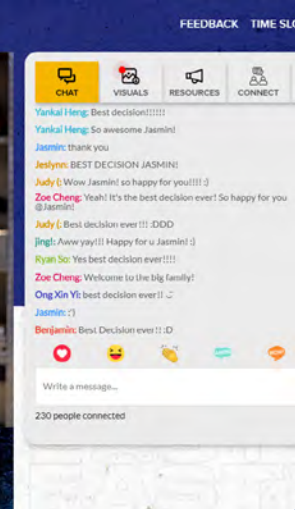 FEEDBACK TIME SLO
CHAT VISUALS RESOURCES CONNECT
Yankai Heng: Best decision!!!!!
Yankai Heng: So awesome Jasmin!
Jasmin: thank you
Jeslynn: BEST DECISION JASMIN!
Judy (: Wow Jasmin! so happy for you!!!! :)
Zoe Cheng: Yeah! It's the best decision ever! So happy for you
@Jasmin!
Judy (: Best decision ever!!! :DDD
jingl: Aww yay!!! Happy for u Jasmin! :)
Ryan So: Yes best decision ever!!!!
Zoe Cheng: Welcome to the big family!
Ong Xin Yi: best decision ever!!
Jasmin: :')
Benjamin: Best Decision ever!! :D
Write a message...
230 people connected